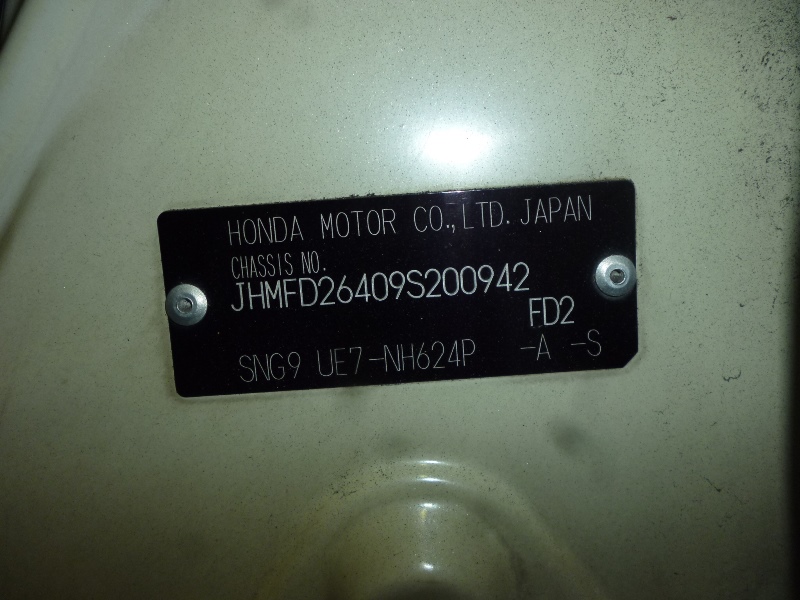 HONDA MOTOR CO.,LTD. JAPAN
CHASSIS NO.
JHMFD26409S200942
FD2
SNG9 UE7-NH624P -A -S